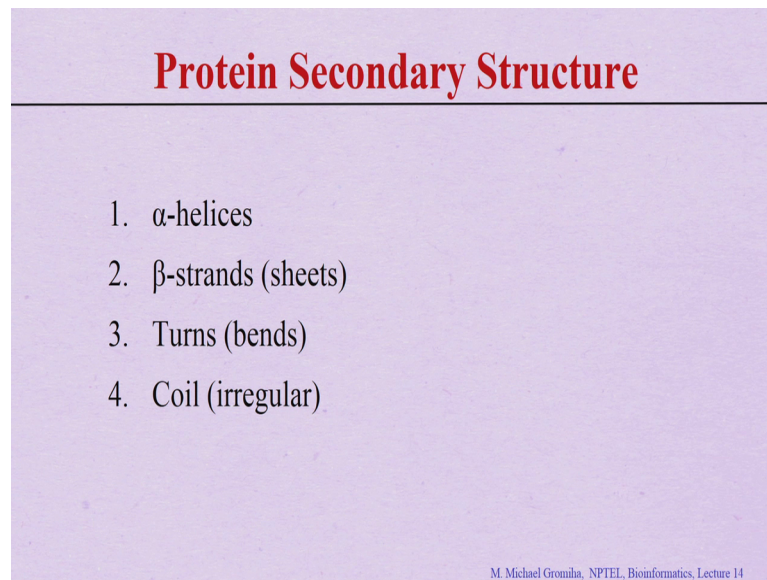 Protein Secondary Structure
1. α-helices
2. β-strands (sheets)
3. Turns (bends)
4. Coil (irregular)
M. Michael Gromiha, NPTEL, Bioinformatics, Lecture 14